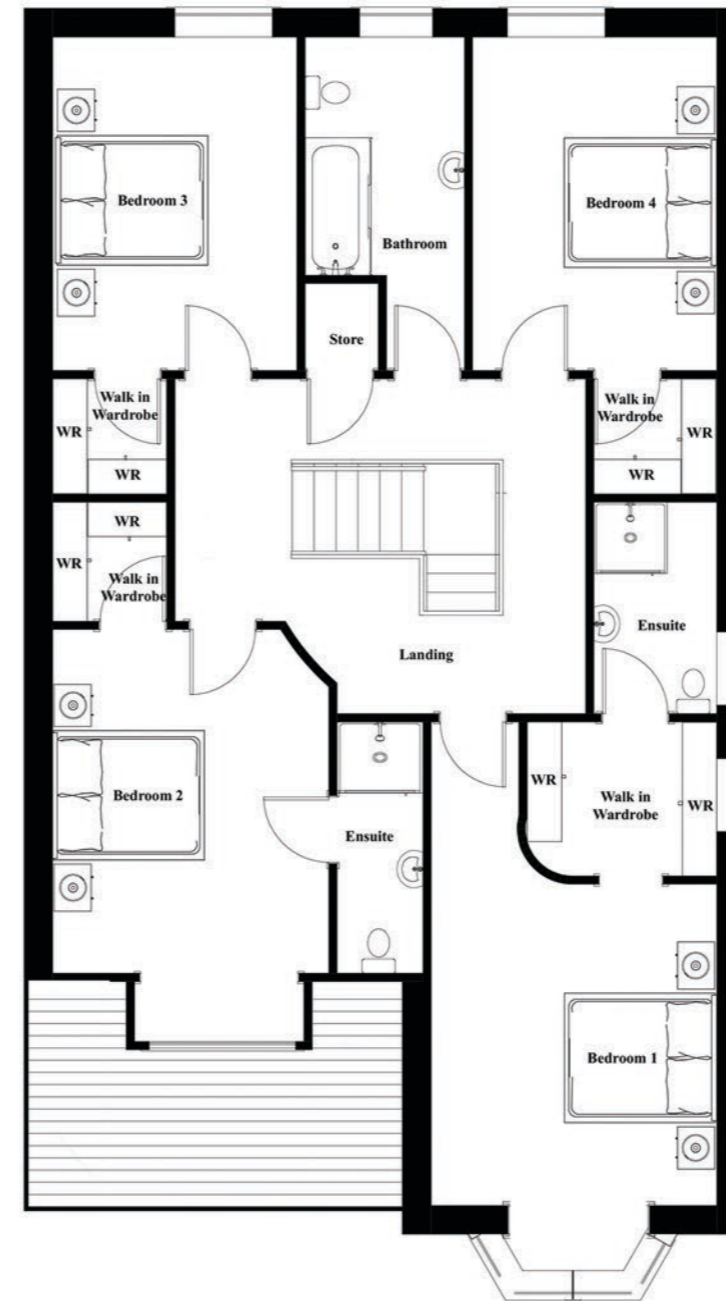 Bedroom 3
Bedroom 4
Bathroom
Store
Walk in
Wardrobe
WR
WR
Walk in
Wardrobe
WR
WR
WR
WR
Walk in
Wardrobe
Ensuite
Landing
Bedroom 2
Ensuite
WR
Walk in
Wardrobe
WR
Bedroom 1